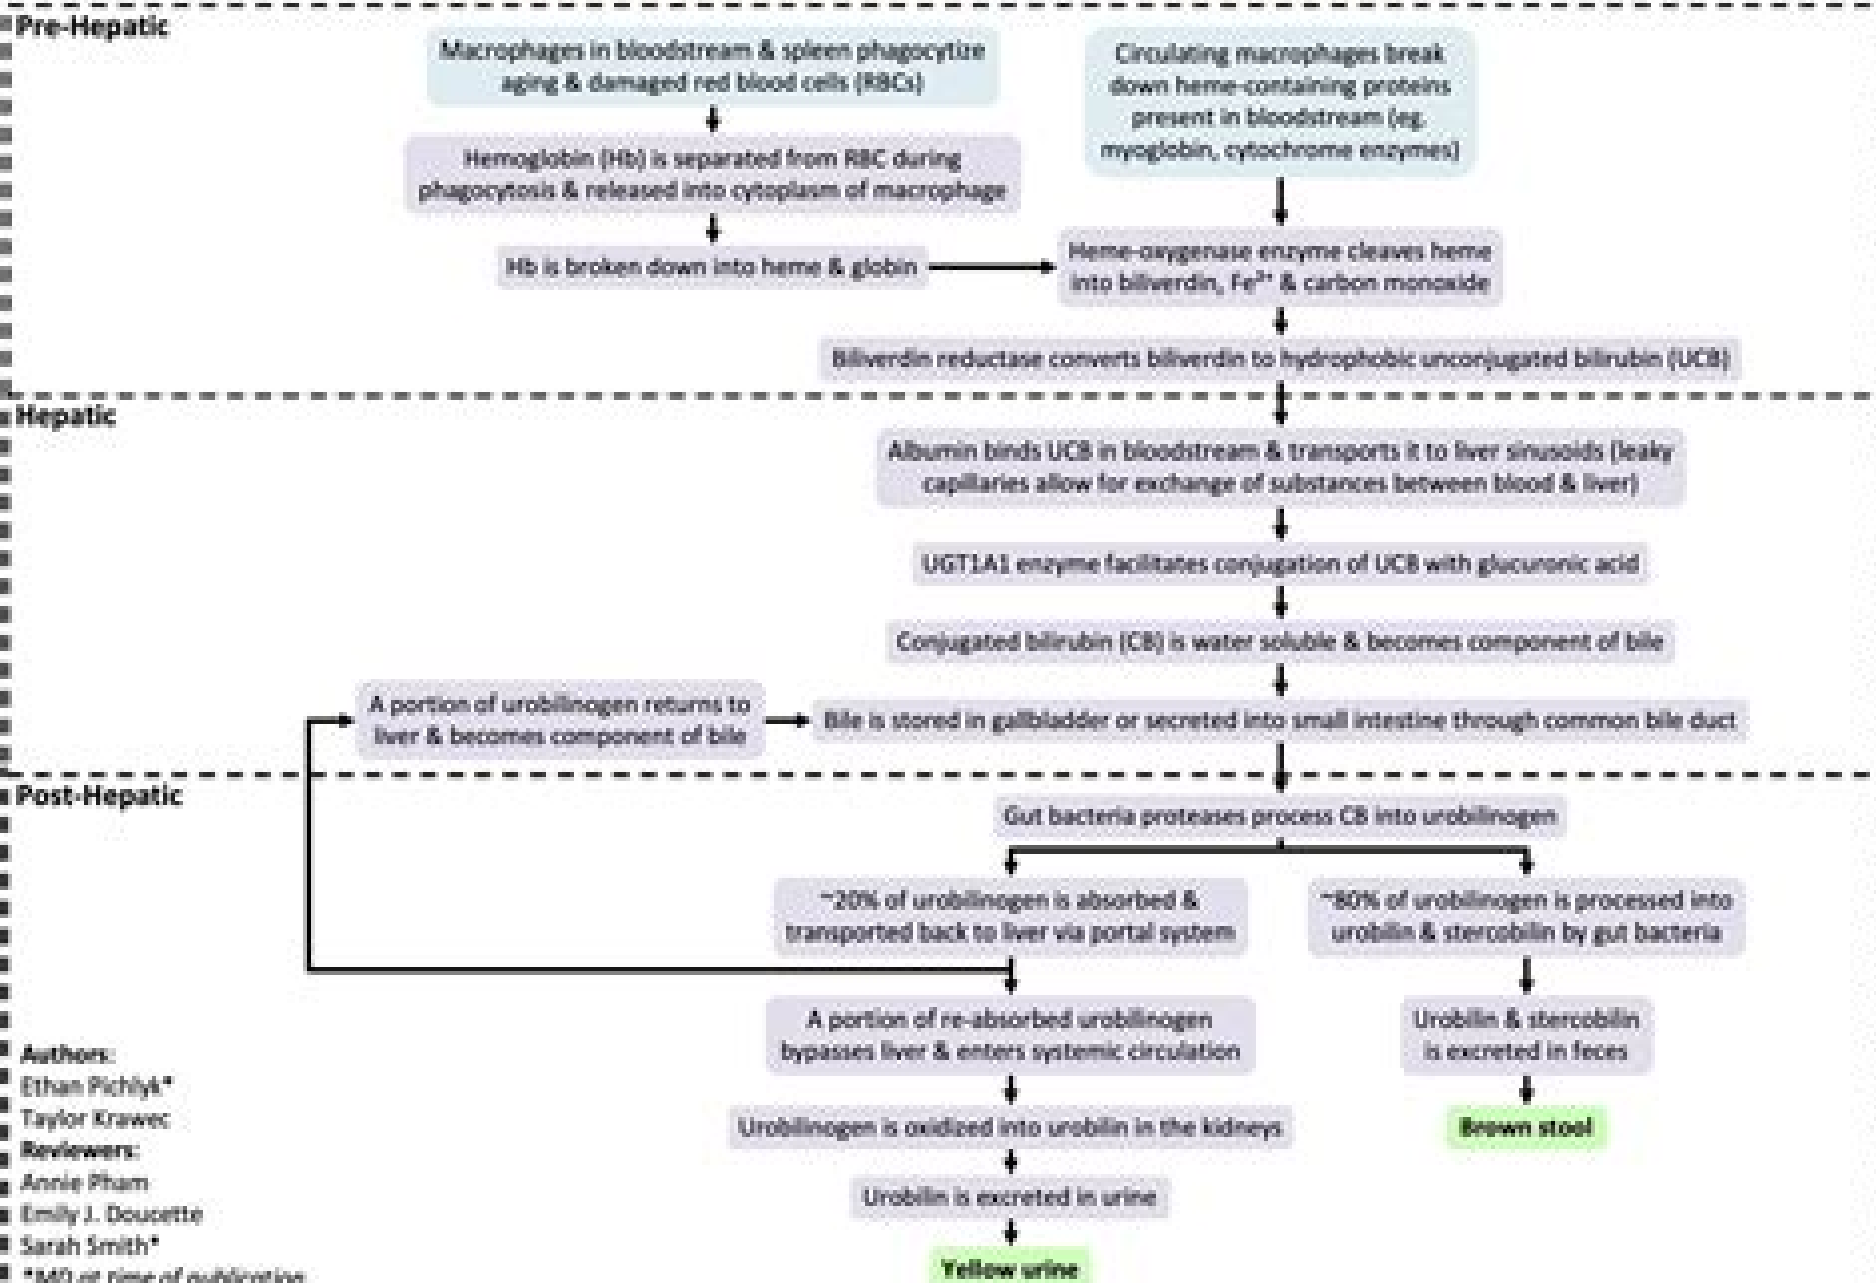 Pre-Hepatic
Macrophages in bloodstream & spleen phagocytize
aging & damaged red blood cells (RBCs)
Circulating macrophages break
down heme-containing proteins
present in bloodstream (eg.
myoglobin, cytochrome enzymes)
Hemoglobin (Hb) is separated from RBC during
phagocytosis & released into cytoplasm of macrophage
Hb is broken down into heme & globin
Heme-oxygenase enzyme cleaves heme
into biliverdin, Fe²⁺ & carbon monoxide
Biliverdin reductase converts biliverdin to hydrophobic unconjugated bilirubin (UCB)
Hepatic
Albumin binds UCB in bloodstream & transports it to liver sinusoids (leaky
capillaries allow for exchange of substances between blood & liver)
UGT1A1 enzyme facilitates conjugation of UCB with glucuronic acid
Conjugated bilirubin (CB) is water soluble & becomes component of bile
A portion of urobilinogen returns to
liver & becomes component of bile
Bile is stored in gallbladder or secreted into small intestine through common bile duct
Post-Hepatic
Gut bacteria proteases process CB into urobilinogen
~20% of urobilinogen is absorbed &
transported back to liver via portal system
~80% of urobilinogen is processed into
urobilin & stercobilin by gut bacteria
A portion of re-absorbed urobilinogen
bypasses liver & enters systemic circulation
Urobilin & stercobilin
is excreted in feces
Urobilinogen is oxidized into urobilin in the kidneys
Brown stool
Urobilin is excreted in urine
Yellow urine
Authors:
Ethan Pichlyk*
Taylor Krawec
Reviewers:
Annie Pham
Emily J. Doucette
Sarah Smith*
*MD at time of publication